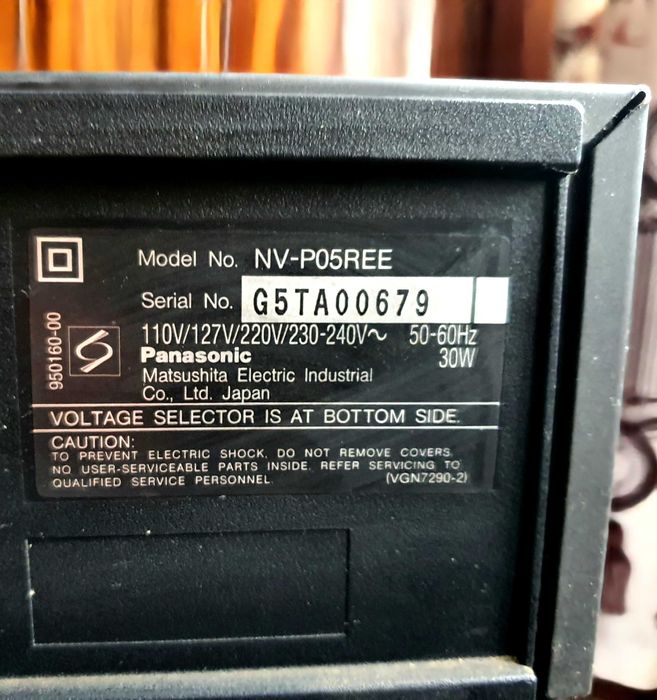 Model No. NV-P05REE
Serial No. G5TA00679
110V/127V/220V/230-240V~ 50-60Hz
Panasonic 30W
Matsushita Electric Industrial
Co., Ltd. Japan
950160-00
VOLTAGE SELECTOR IS AT BOTTOM SIDE.
CAUTION:
TO PREVENT ELECTRIC SHOCK, DO NOT REMOVE COVERS.
NO USER-SERVICEABLE PARTS INSIDE. REFER SERVICING TO
QUALIFIED SERVICE PERSONNEL. (VGN7290-2)